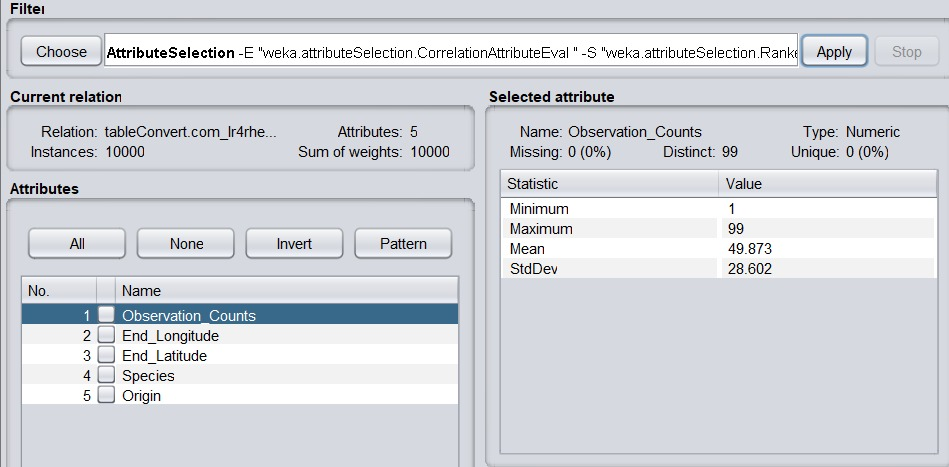 Filter
Choose AttributeSelection -E "weka.attributeSelection.CorrelationAttributeEval " -S "weka.attributeSelection.Ranke Apply Stop
Current relation
Relation: tableConvert.com_lr4rhe... Attributes: 5
Instances: 10000 Sum of weights: 10000
Attributes
All None Invert Pattern
No. Name
1 Observation_Counts
2 End_Longitude
3 End_Latitude
4 Species
5 Origin
Selected attribute
Name: Observation_Counts Type: Numeric
Missing: 0 (0%) Distinct: 99 Unique: 0 (0%)
Statistic Value
Minimum 1
Maximum 99
Mean 49.873
StdDev 28.602